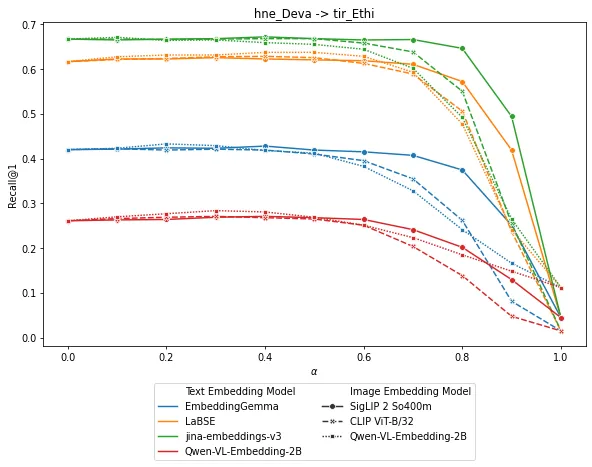 hne_Deva -> tir_Ethi
Recall@1
0.7
0.6
0.5
0.4
0.3
0.2
0.1
0.0
0.0 0.2 0.4 0.6 0.8 1.0
α
Text Embedding Model
EmbeddingGemma
LaBSE
jina-embeddings-v3
Qwen-VL-Embedding-2B
Image Embedding Model
SigLIP 2 So400m
CLIP ViT-B/32
Qwen-VL-Embedding-2B